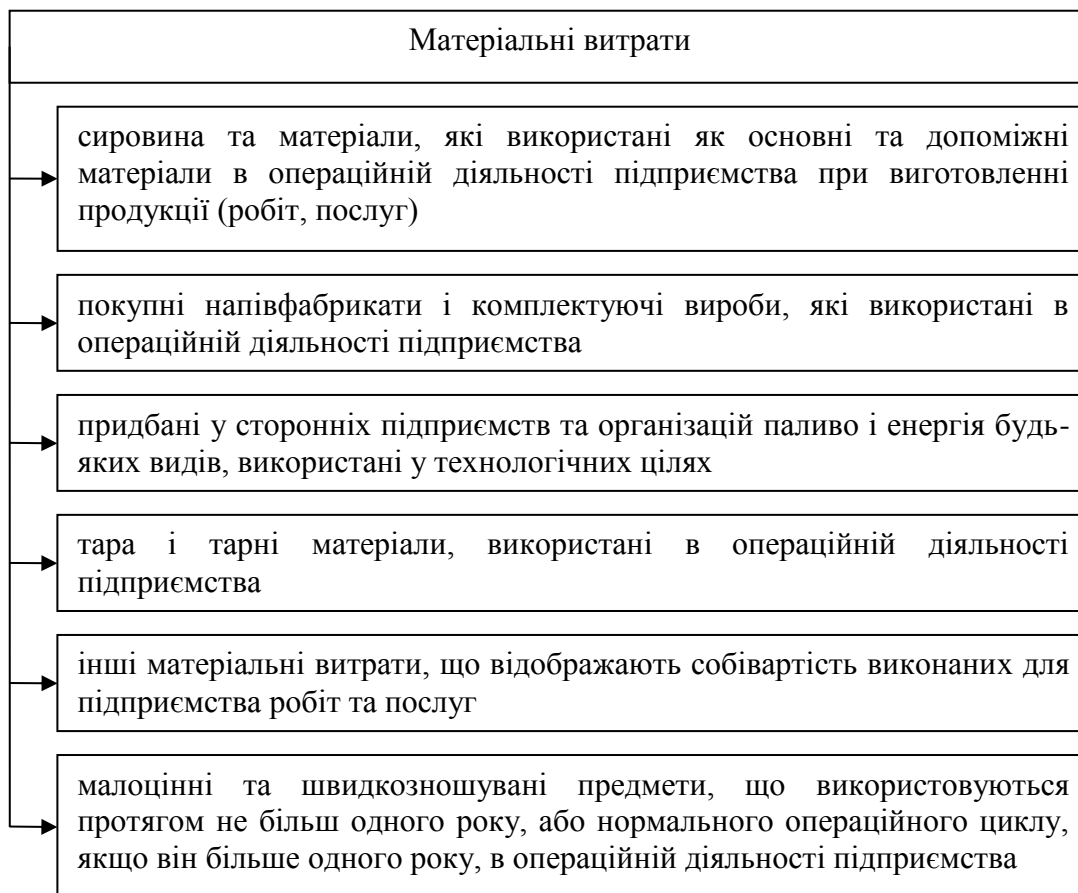 Матеріальні витрати
сировина та матеріали, які використані як основні та допоміжні
матеріали в операційній діяльності підприємства при виготовленні
продукції (робіт, послуг)
покупні напівфабрикати і комплектуючі вироби, які використані в
операційній діяльності підприємства
придбані у сторонніх підприємств та організацій паливо і енергія будь-
яких видів, використані у технологічних цілях
тара і тарні матеріали, використані в операційній діяльності
підприємства
інші матеріальні витрати, що відображають собівартість виконаних для
підприємства робіт та послуг
малоцінні та швидкозношувані предмети, що використовуються
протягом не більш одного року, або нормального операційного циклу,
якщо він більше одного року, в операційній діяльності підприємства